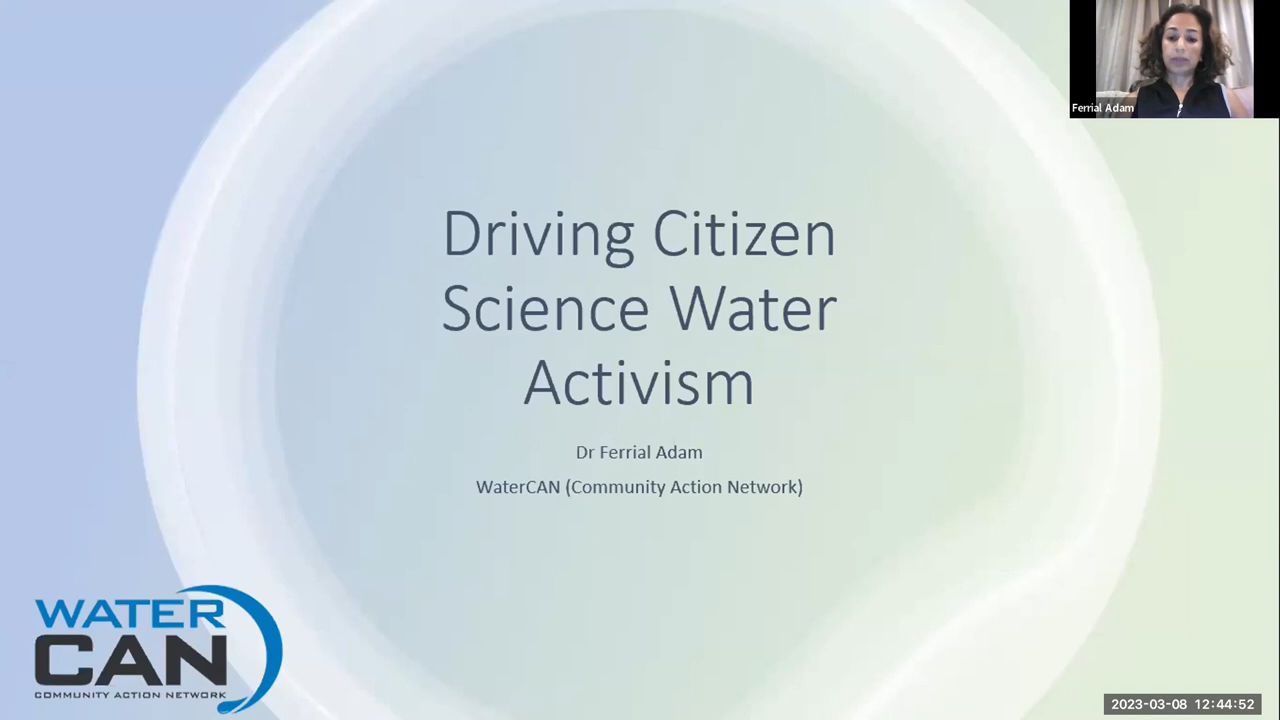 Ferrial Adam
Driving Citizen
Science Water
Activism
Dr Ferrial Adam
WaterCAN (Community Action Network)
WATER
CAN
COMMUNITY ACTION NETWORK
2023-03-08 12:44:52